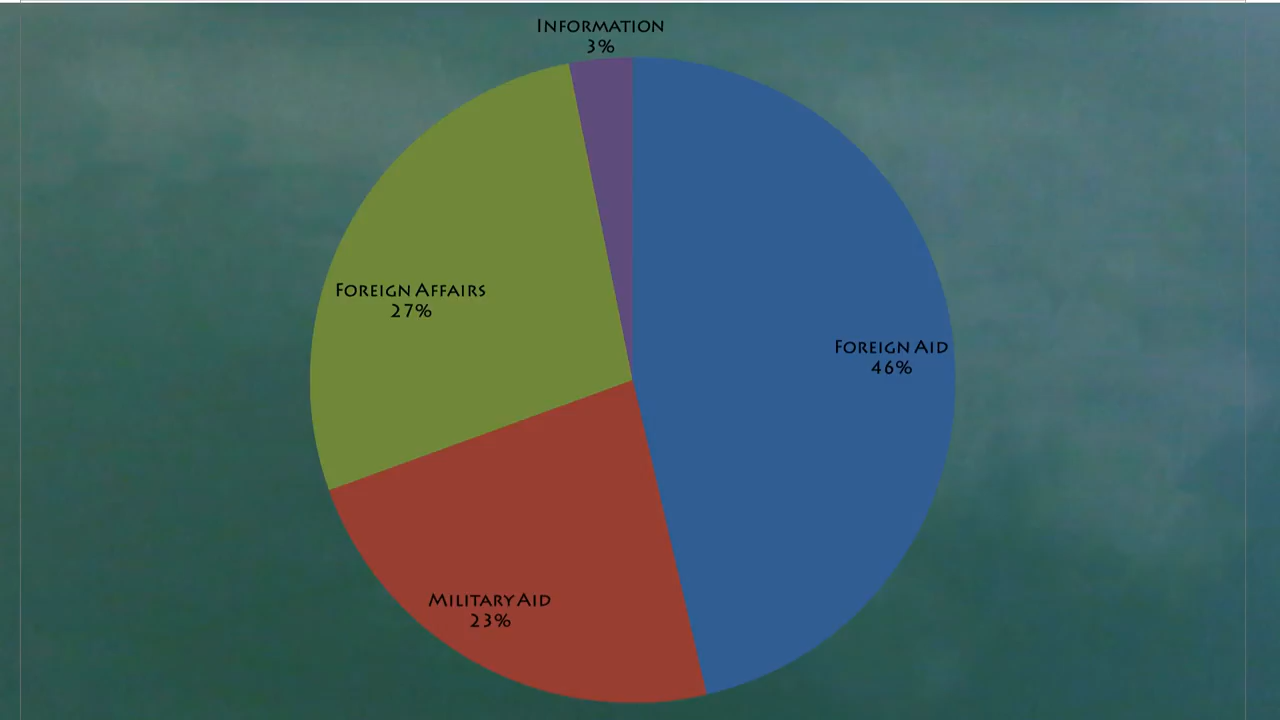 Information
3%
Foreign Affairs
27%
Foreign Aid
46%
Military Aid
23%